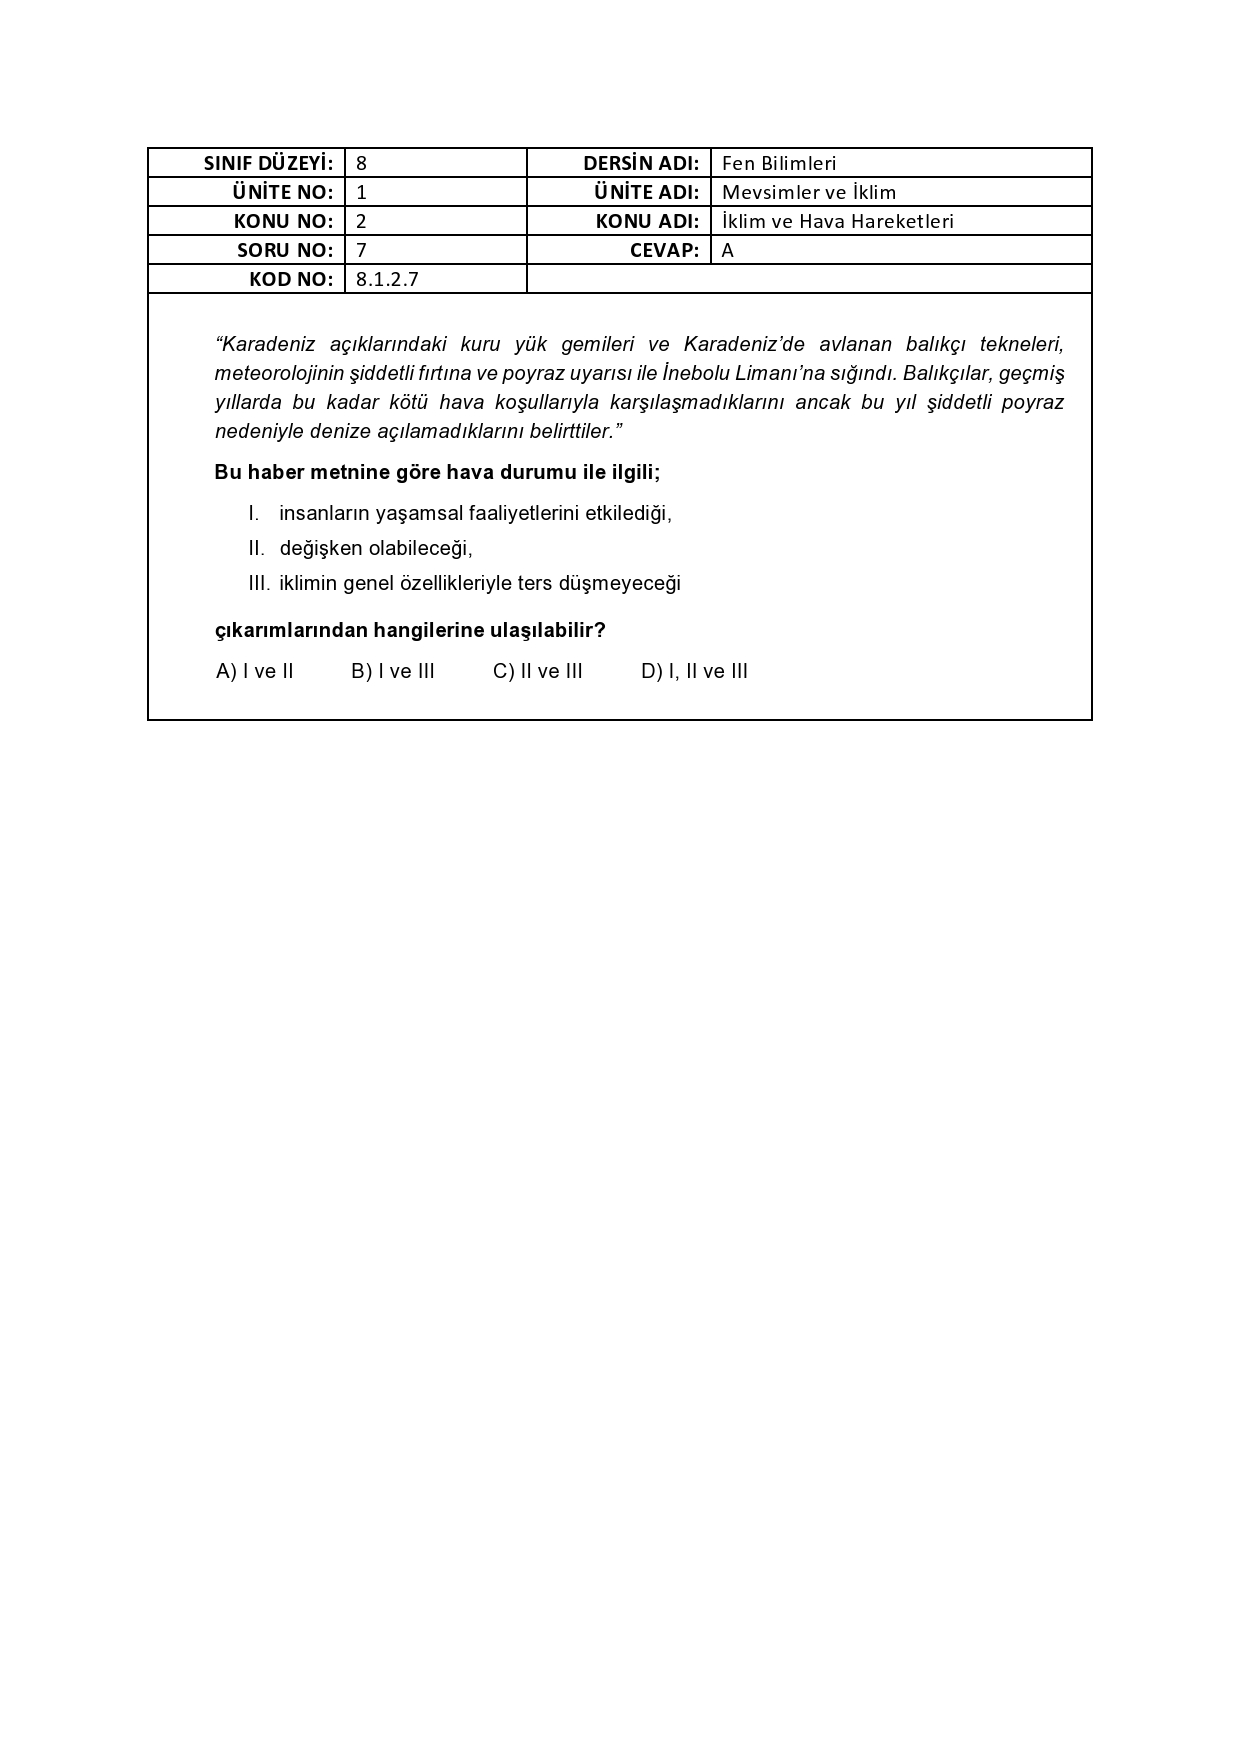 SINIF DÜZEYİ: 8 DERSİN ADI: Fen Bilimleri
ÜNİTE NO: 1 ÜNİTE ADI: Mevsimler ve İklim
KONU NO: 2 KONU ADI: İklim ve Hava Hareketleri
SORU NO: 7 CEVAP: A
KOD NO: 8.1.2.7
“Karadeniz açıklarındaki kuru yük gemileri ve Karadeniz’de avlanan balıkçı tekneleri,
meteorolojinin şiddetli fırtına ve poyraz uyarısı ile İnebolu Limanı’na sığındı. Balıkçılar, geçmiş
yıllarda bu kadar kötü hava koşullarıyla karşılaşmadıklarını ancak bu yıl şiddetli poyraz
nedeniyle denize açılamadıklarını belirttiler.”
Bu haber metnine göre hava durumu ile ilgili;
I. insanların yaşamsal faaliyetlerini etkilediği,
II. değişken olabileceği,
III. iklimin genel özellikleriyle ters düşmeyeceği
çıkarımlarından hangilerine ulaşılabilir?
A) I ve II B) I ve III C) II ve III D) I, II ve III